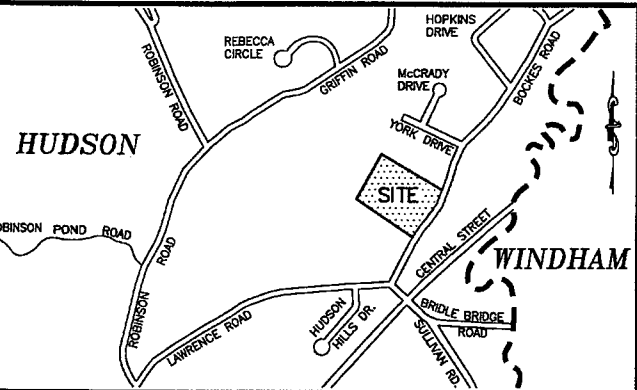 HOPKINS
DRIVE
REBECCA
CIRCLE
ROBINSON ROAD
GRIFFIN ROAD
BOCKES ROAD
McCRADY
DRIVE
YORK DRIVE
HUDSON
SITE
ROBINSON POND ROAD
CENTRAL STREET
WINDHAM
ROBINSON ROAD
LAWRENCE ROAD
HUDSON
HILLS DR.
BRIDLE BRIDGE
ROAD
SULLIVAN RD.